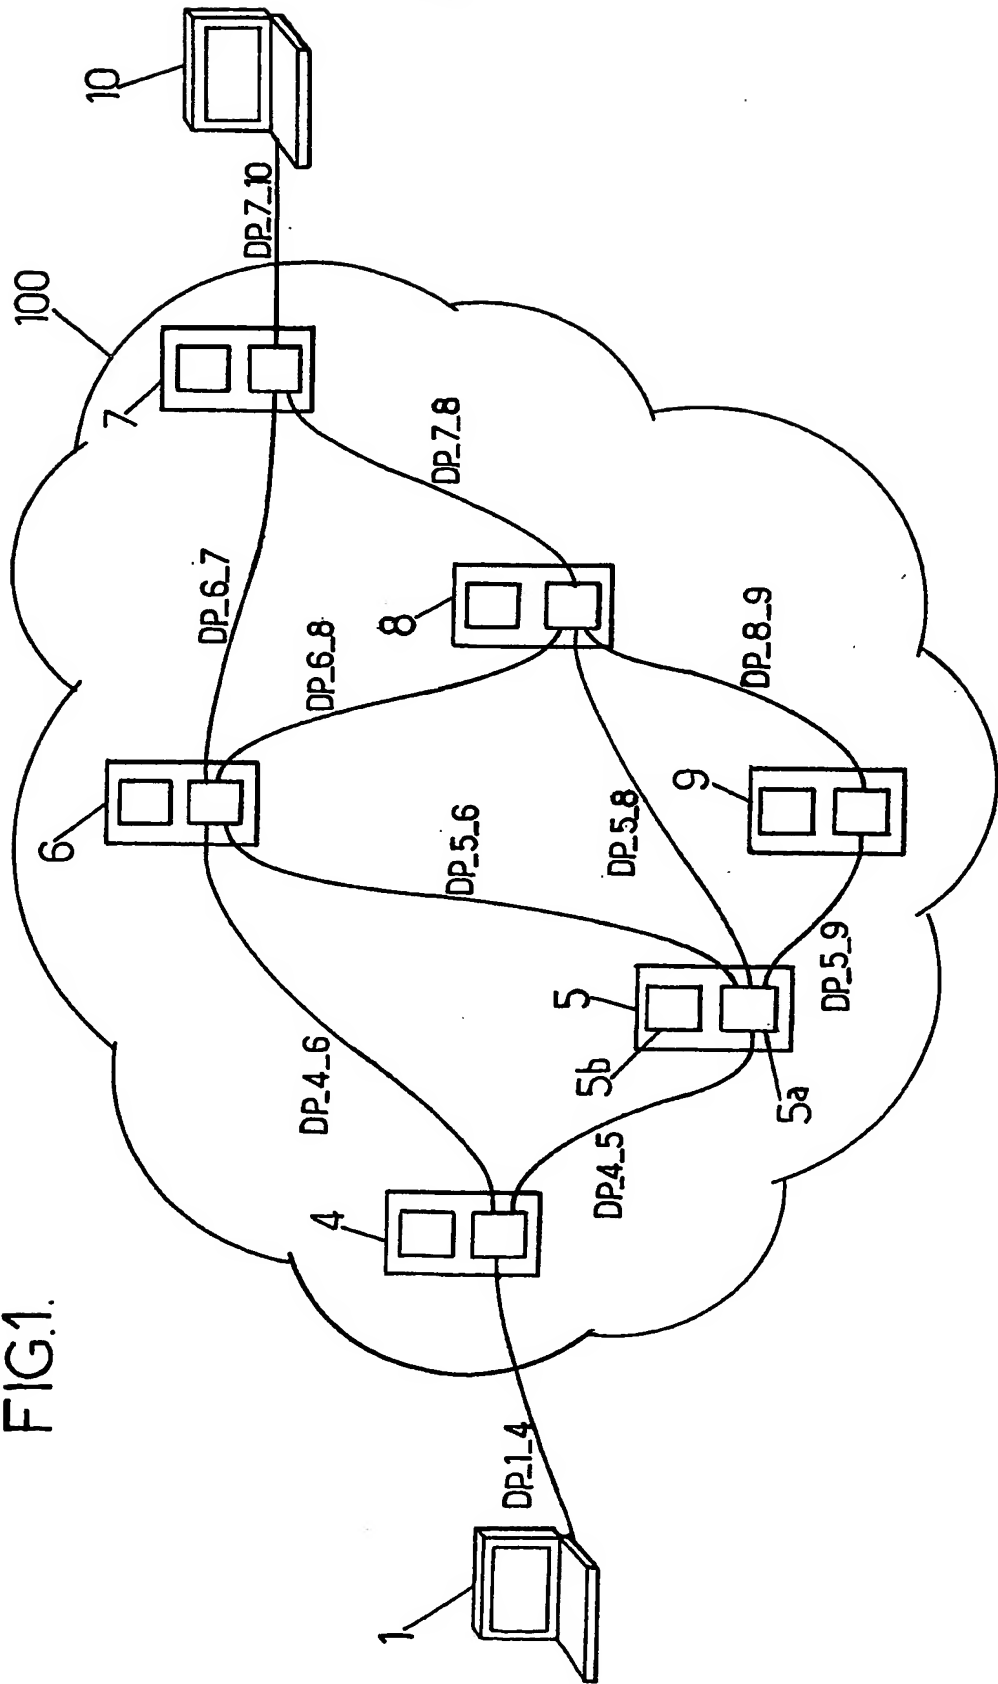 FIG.1.
100
10
DP_7_10
7
DP_6_7
DP_7_8
6
DP_6_8
8
DP_5_6
DP_5_8
DP_8_9
9
DP_4_6
5
5b
5a
DP_5_9
4
DP_4_5
DP_1_4
1